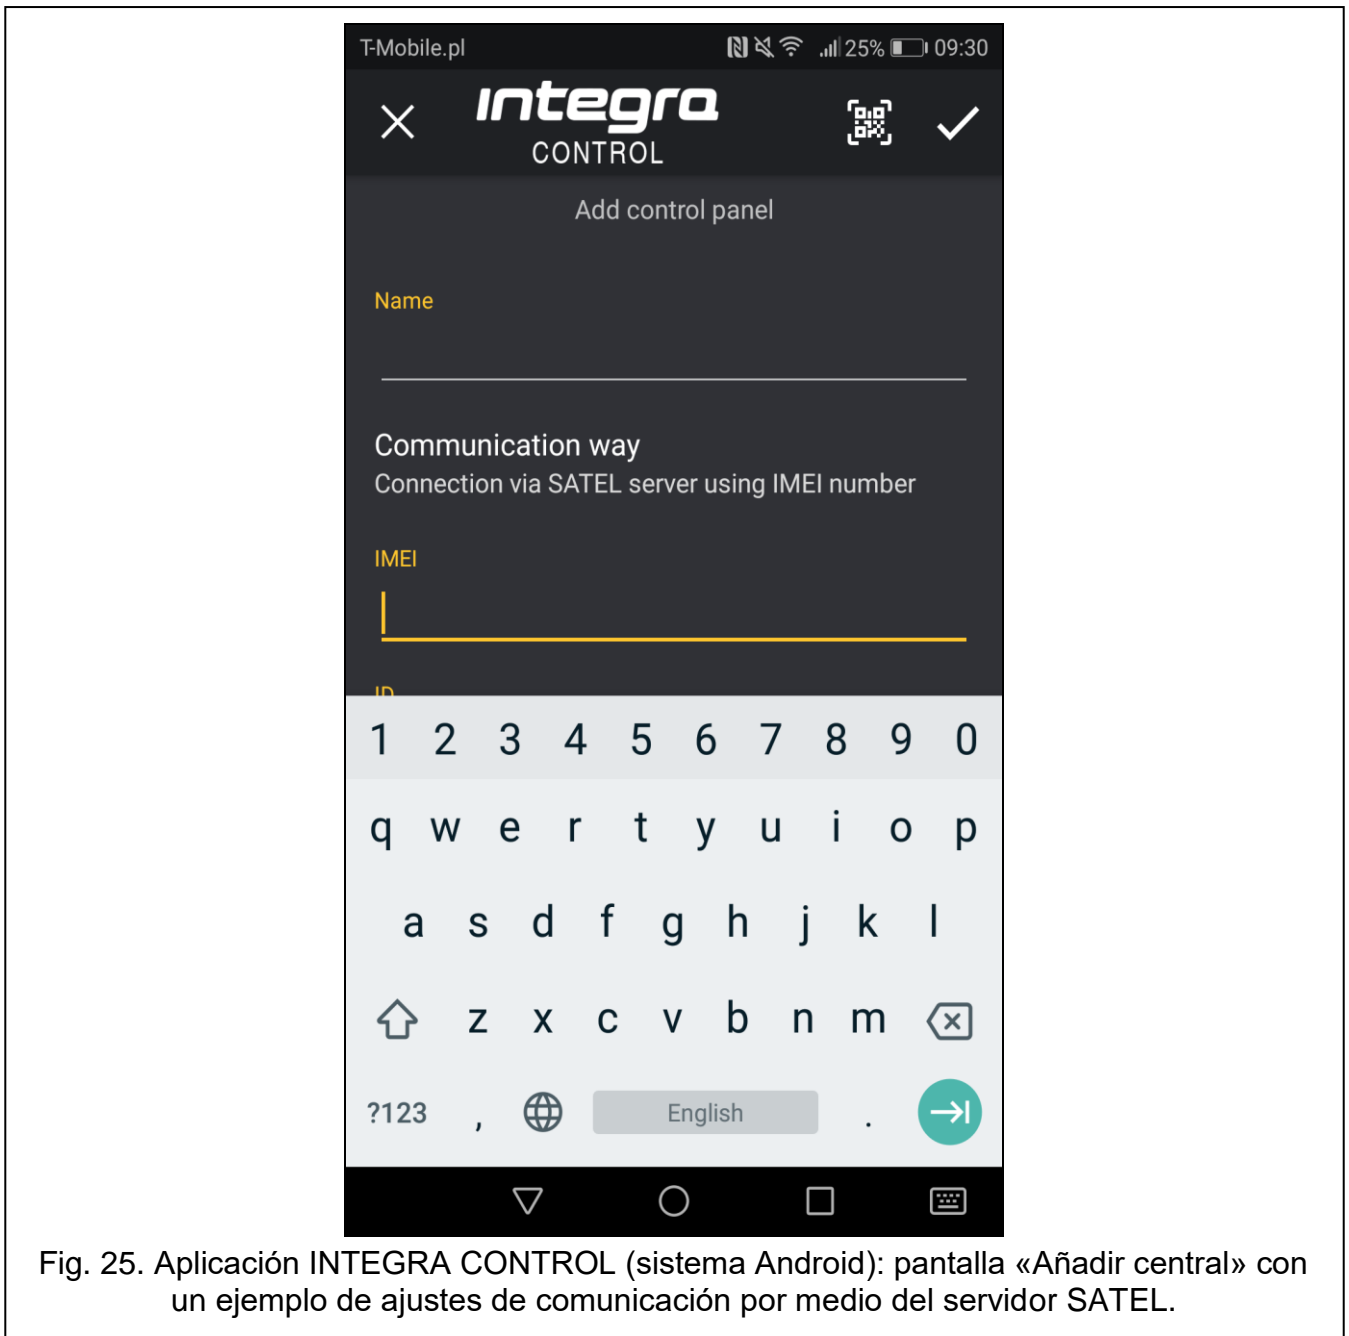 T-Mobile.pl 25% 09:30
Integra
CONTROL
Add control panel
Name
Communication way
Connection via SATEL server using IMEI number
IMEI
ID
1 2 3 4 5 6 7 8 9 0
q w e r t y u i o p
a s d f g h j k l
z x c v b n m
?123 , English .
Fig. 25. Aplicación INTEGRA CONTROL (sistema Android): pantalla «Añadir central» con
un ejemplo de ajustes de comunicación por medio del servidor SATEL.